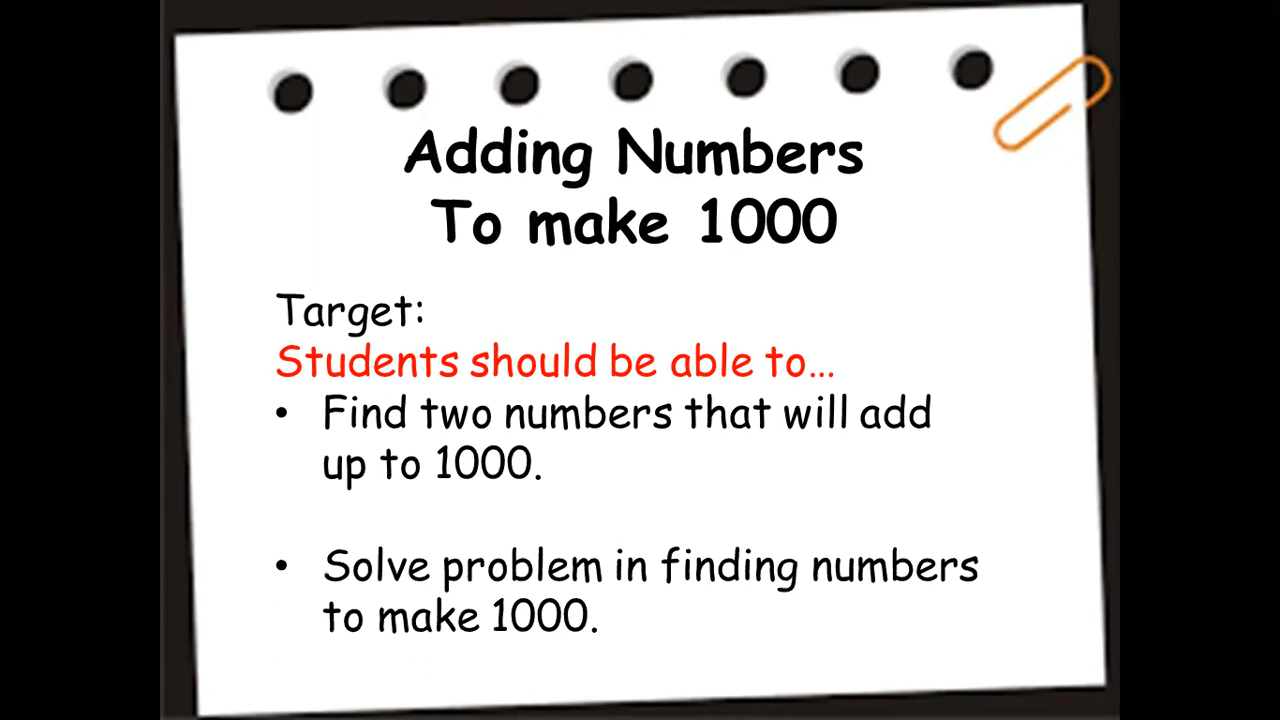 Adding Numbers
To make 1000
Target:
Students should be able to...
• Find two numbers that will add
up to 1000.
• Solve problem in finding numbers
to make 1000.